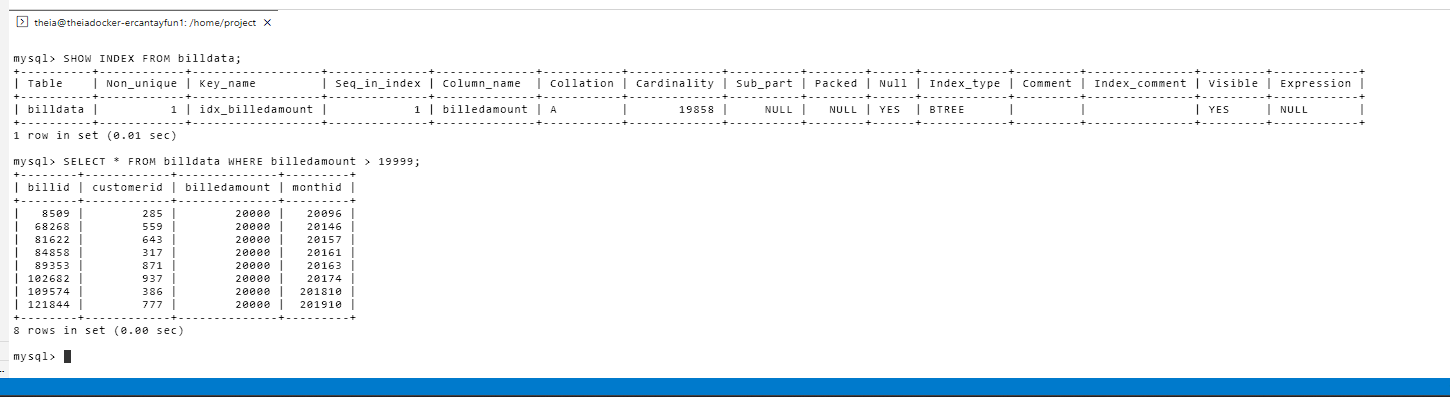 theia@theiadocker-ercantayfun1: /home/project ×
mysql> SHOW INDEX FROM billdata;
+----------+------------+------------------+--------------+--------------+-----------+-------------+----------+--------+------+------------+---------+---------------+---------+------------+
| Table    | Non_unique | Key_name         | Seq_in_index | Column_name  | Collation | Cardinality | Sub_part | Packed | Null | Index_type | Comment | Index_comment | Visible | Expression |
+----------+------------+------------------+--------------+--------------+-----------+-------------+----------+--------+------+------------+---------+---------------+---------+------------+
| billdata |          1 | idx_billedamount |            1 | billedamount | A         |       19858 |     NULL |   NULL | YES  | BTREE      |         |               | YES     | NULL       |
+----------+------------+------------------+--------------+--------------+-----------+-------------+----------+--------+------+------------+---------+---------------+---------+------------+
1 row in set (0.01 sec)
mysql> SELECT * FROM billdata WHERE billedamount > 19999;
+--------+------------+--------------+---------+
| billid | customerid | billedamount | monthid |
+--------+------------+--------------+---------+
|   8509 |        285 |        20000 |   20096 |
|  68268 |        559 |        20000 |   20146 |
|  81622 |        643 |        20000 |   20157 |
|  84858 |        317 |        20000 |   20161 |
|  89353 |        871 |        20000 |   20163 |
| 102682 |        937 |        20000 |   20174 |
| 109574 |        386 |        20000 |  201810 |
| 121844 |        777 |        20000 |  201910 |
+--------+------------+--------------+---------+
8 rows in set (0.00 sec)
mysql>